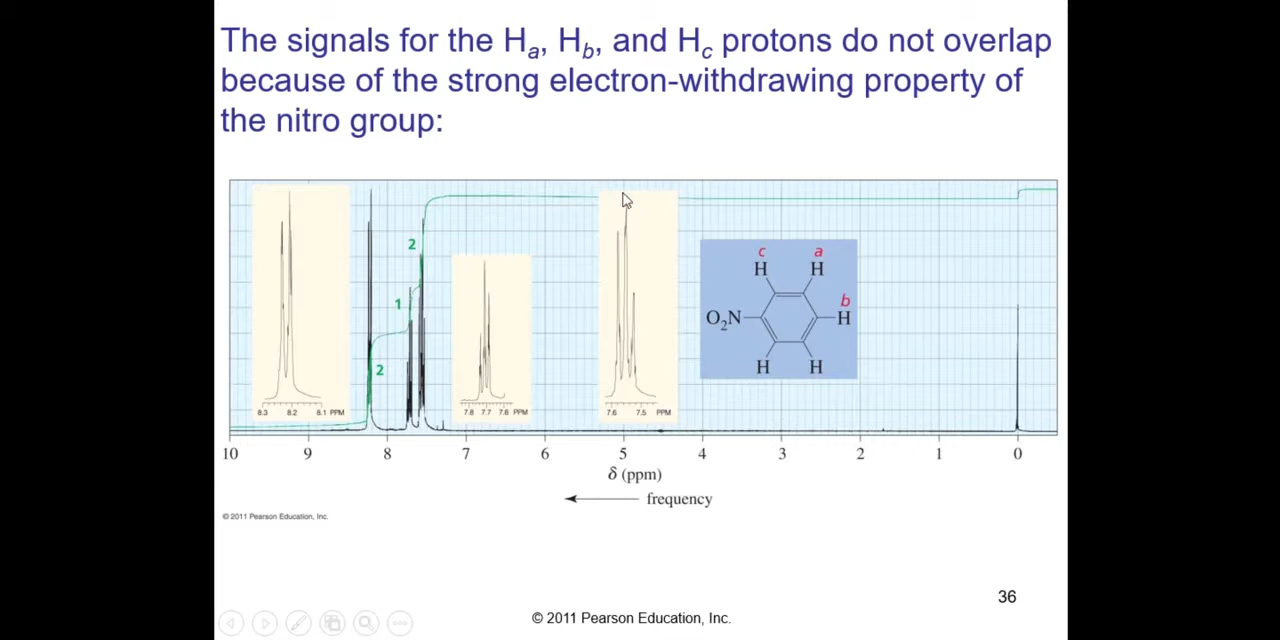 The signals for the Ha, Hb, and Hc protons do not overlap
because of the strong electron-withdrawing property of
the nitro group:
2
1
2
8.3 8.2 8.1 PPM
7.8 7.7 7.6 PPM
7.6 7.5 PPM
c a
H H
b
O2N H
H H
10 9 8 7 6 5 4 3 2 1 0
δ (ppm)
frequency
© 2011 Pearson Education, Inc.
36
© 2011 Pearson Education, Inc.